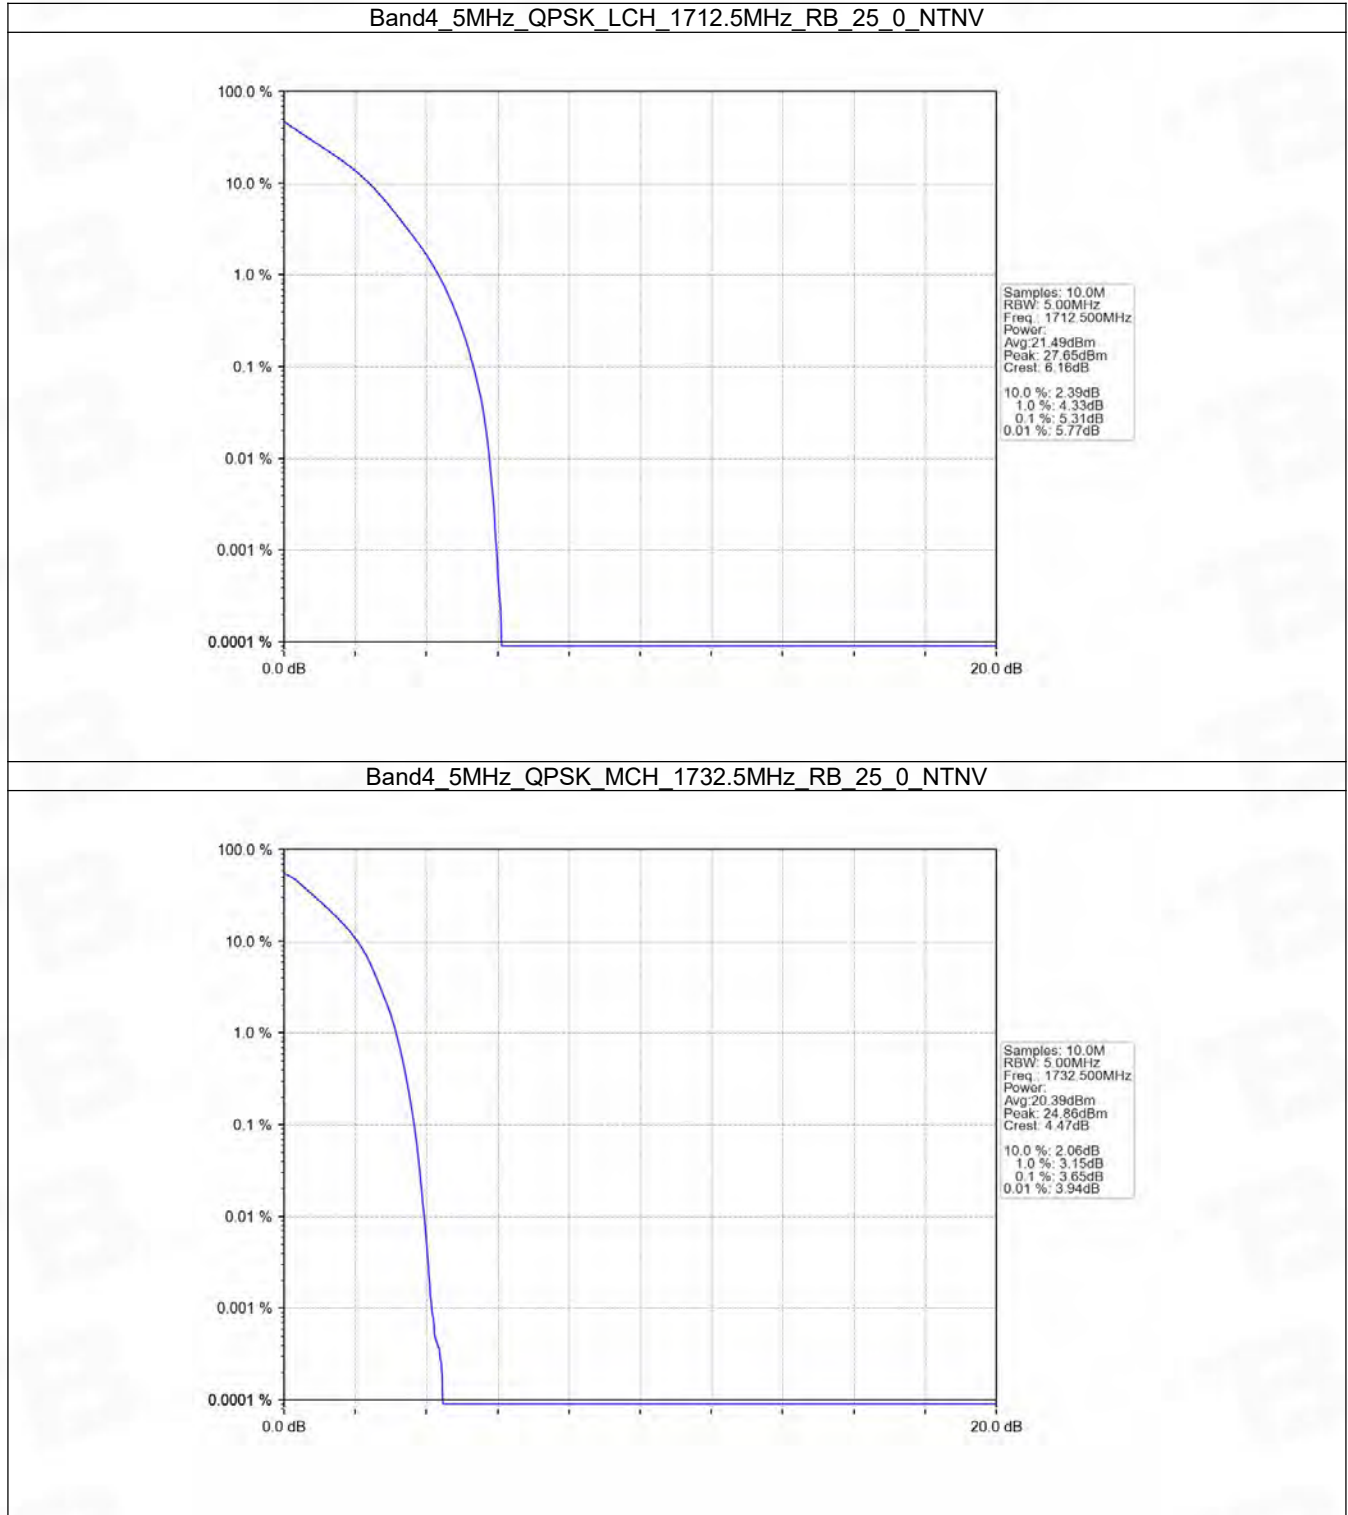 Band4_5MHz_QPSK_LCH_1712.5MHz_RB_25_0_NTNV
100.0 %
10.0 %
1.0 %
0.1 %
0.01 %
0.001 %
0.0001 %
0.0 dB
20.0 dB
Samples: 10.0M
RBW: 5.00MHz
Freq.: 1712.500MHz
Power:
Avg:21.49dBm
Peak: 27.65dBm
Crest: 6.16dB
10.0 %: 2.39dB
1.0 %: 4.33dB
0.1 %: 5.31dB
0.01 %: 5.77dB
Band4_5MHz_QPSK_MCH_1732.5MHz_RB_25_0_NTNV
100.0 %
10.0 %
1.0 %
0.1 %
0.01 %
0.001 %
0.0001 %
0.0 dB
20.0 dB
Samples: 10.0M
RBW: 5.00MHz
Freq.: 1732.500MHz
Power:
Avg:20.39dBm
Peak: 24.86dBm
Crest: 4.47dB
10.0 %: 2.06dB
1.0 %: 3.15dB
0.1 %: 3.65dB
0.01 %: 3.94dB